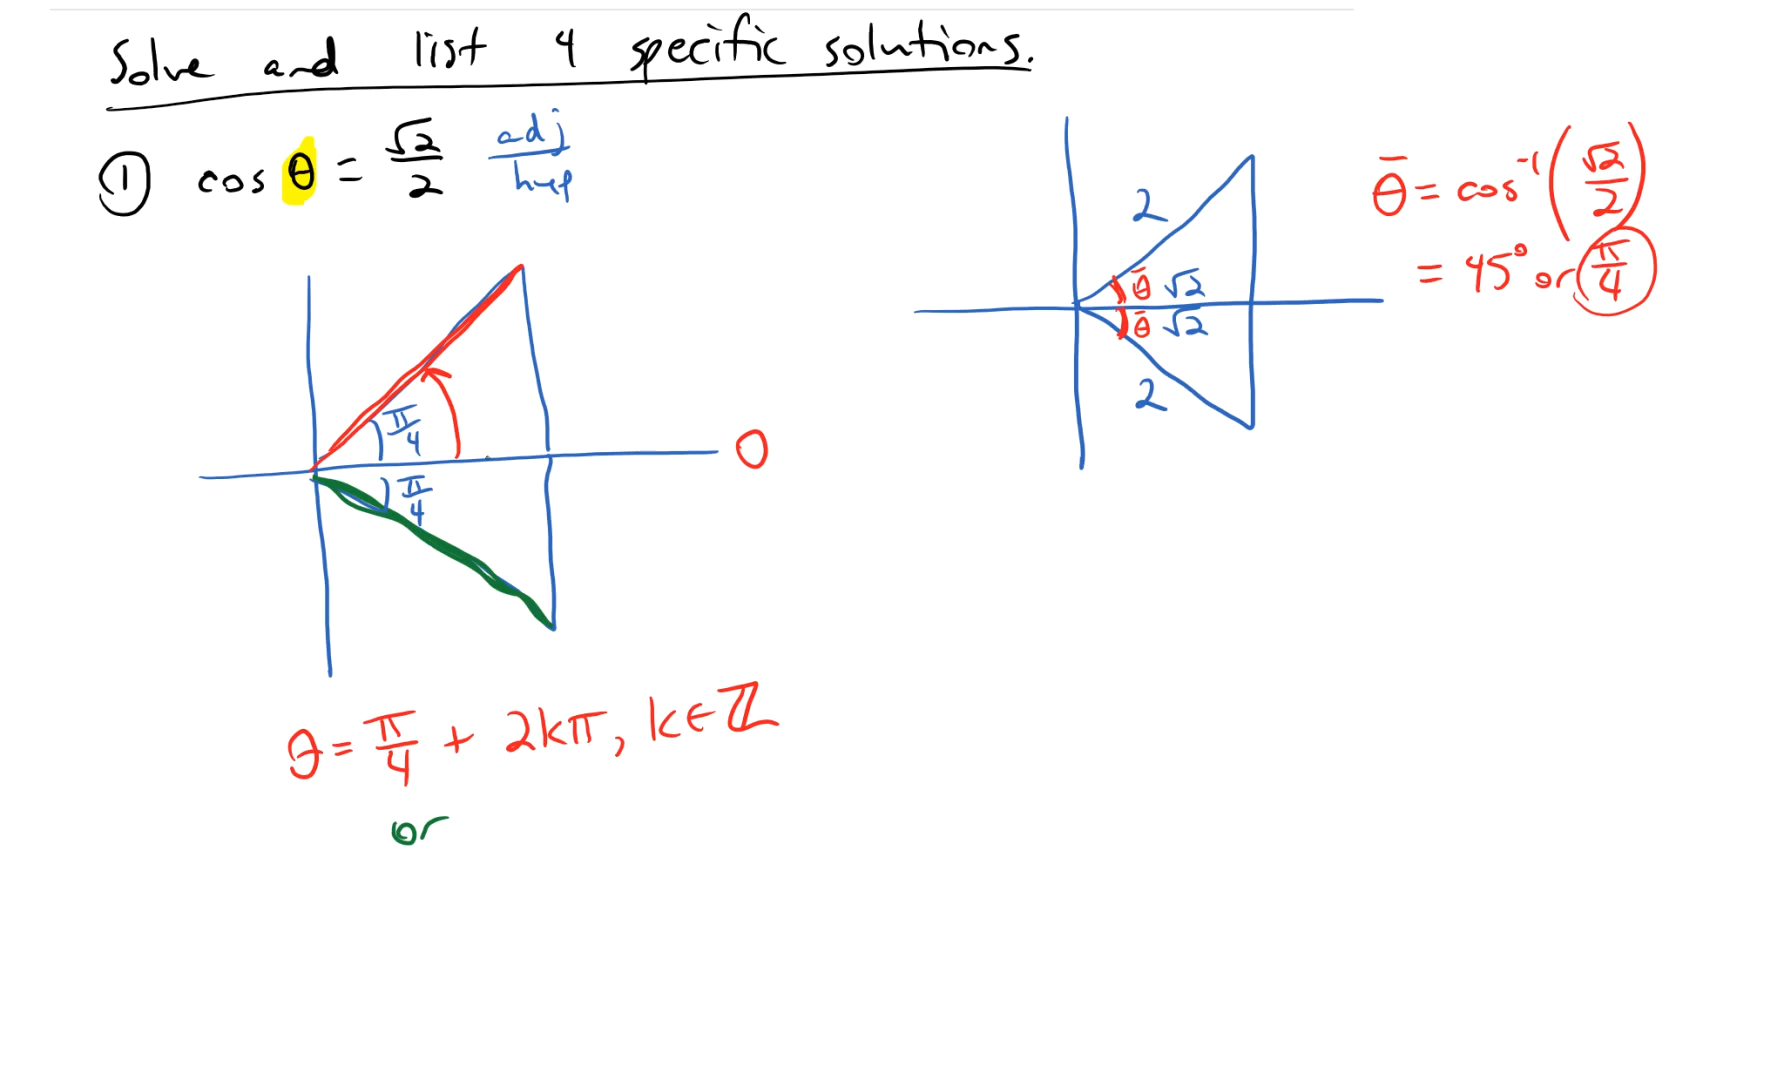 Solve and list 4 specific solutions.
① cos θ = √2/2 adj/hyp
2
θ̄ √2
θ̄ √2
2
θ̄ = cos⁻¹(√2/2)
= 45° or π/4
π/4
π/4
0
θ = π/4 + 2kπ, k∈ℤ
or